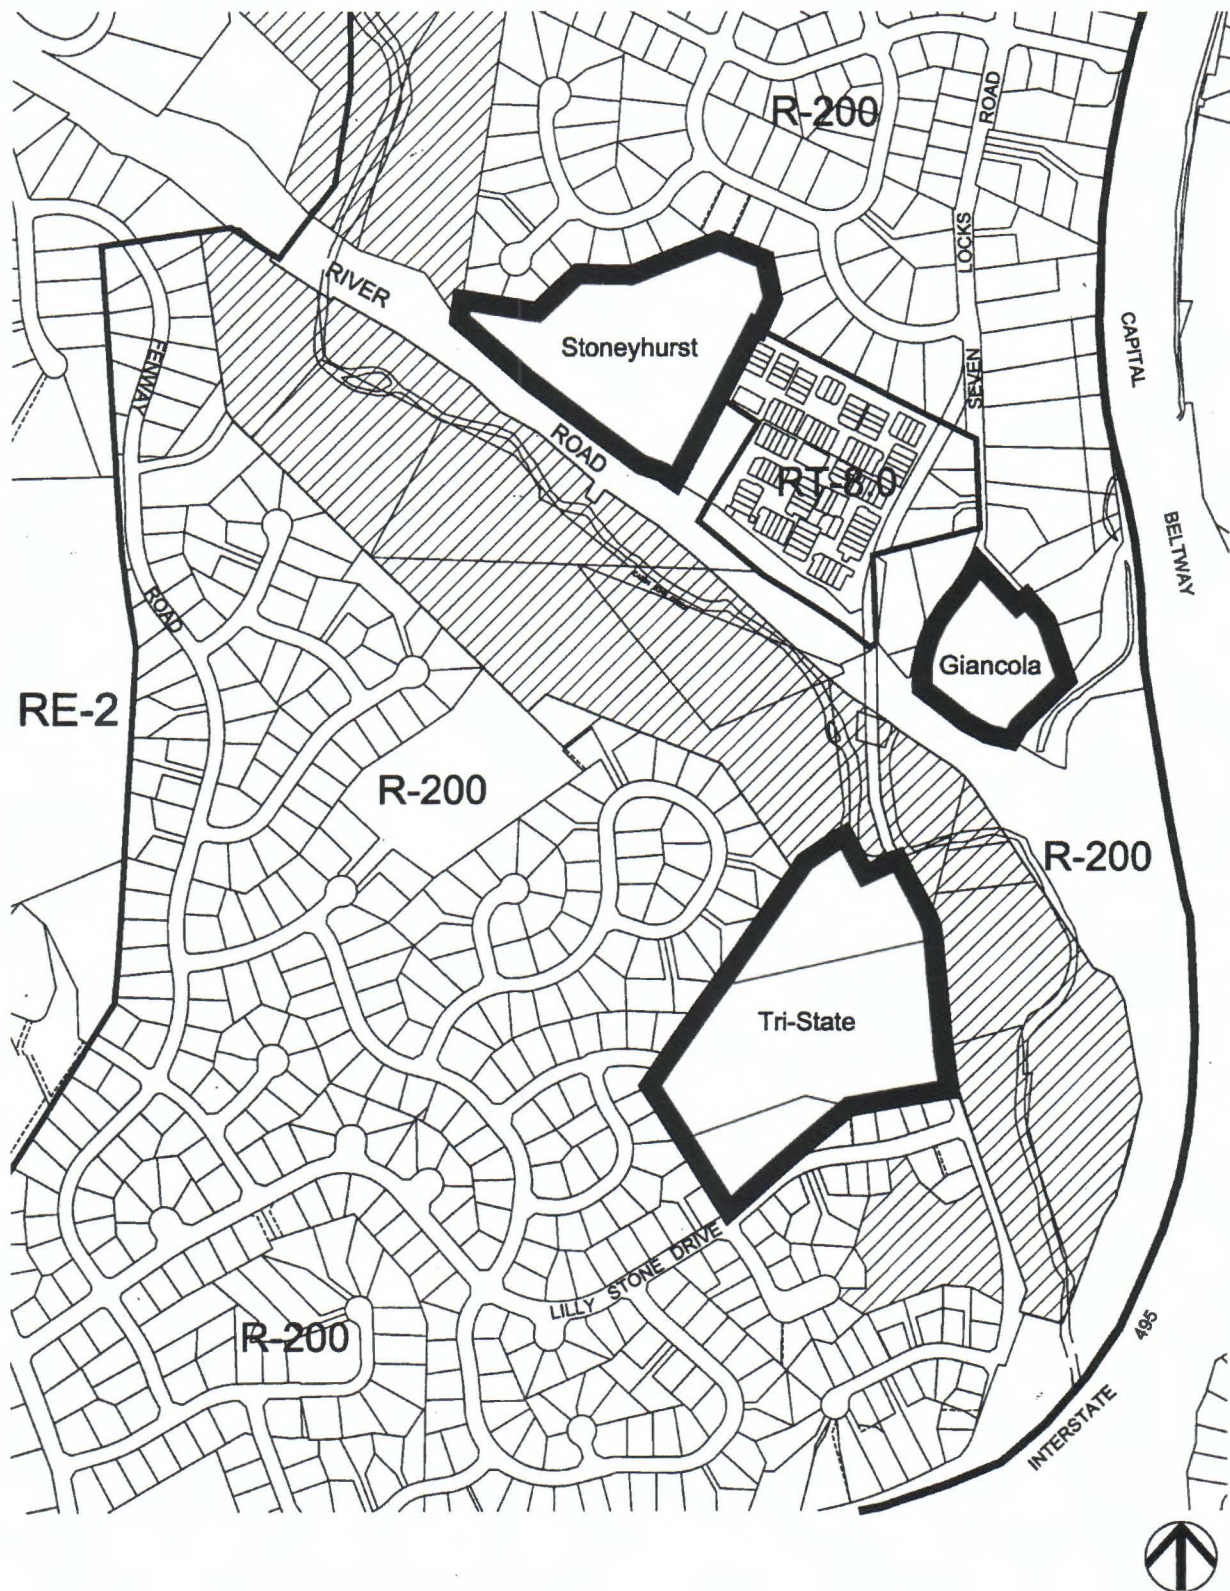 R-200
ROAD
LOCKS
SEVEN
RIVER
ROAD
Stoneyhurst
CAPITAL
BELTWAY
FENWAY
ROAD
RT-8.0
Giancola
RE-2
R-200
R-200
Tri-State
LILLY STONE DRIVE
R-200
INTERSTATE
495